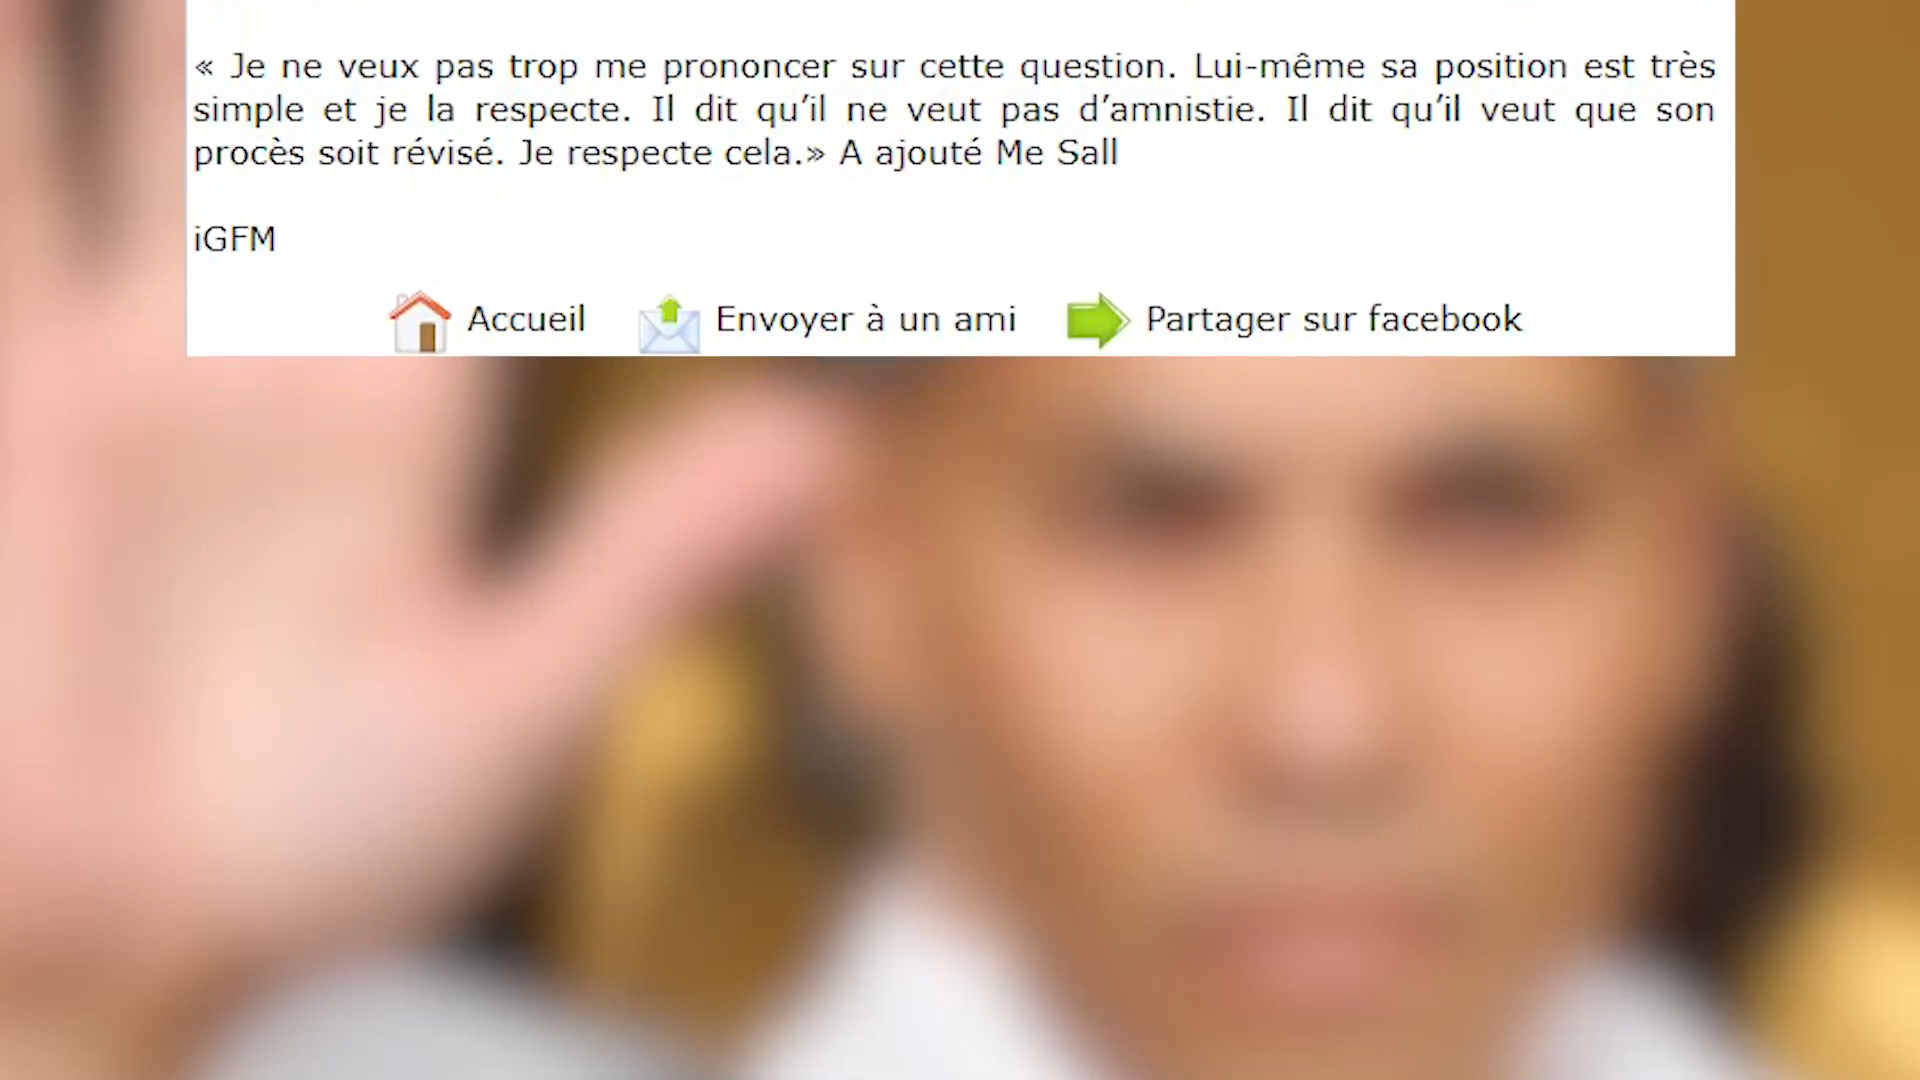 « Je ne veux pas trop me prononcer sur cette question. Lui-même sa position est très
simple et je la respecte. Il dit qu’il ne veut pas d’amnistie. Il dit qu’il veut que son
procès soit révisé. Je respecte cela.» A ajouté Me Sall
iGFM
Accueil Envoyer à un ami Partager sur facebook